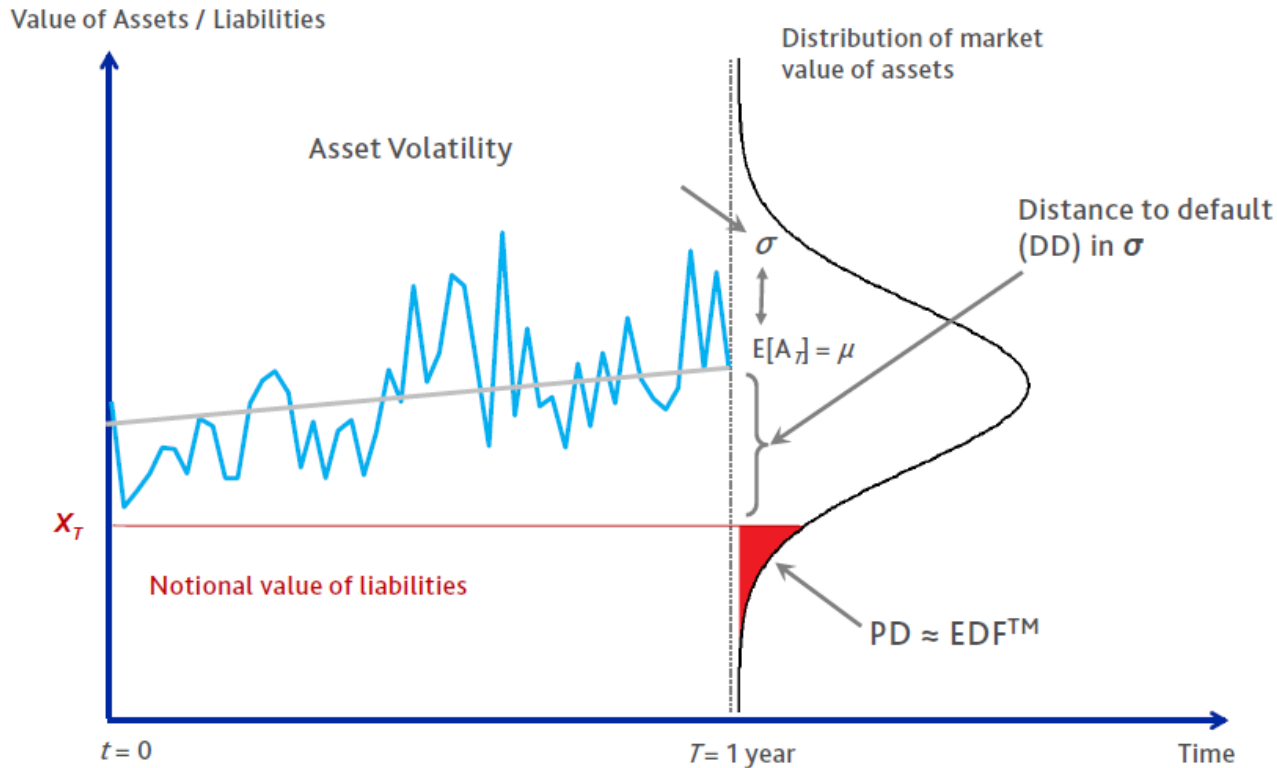 Value of Assets / Liabilities
Distribution of market
value of assets
Asset Volatility
Distance to default
(DD) in σ
σ
E[A_T] = μ
X_T
Notional value of liabilities
PD ≈ EDF™
t = 0
T = 1 year
Time